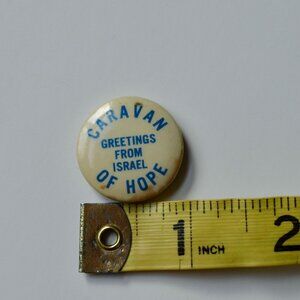 CARAVAN
GREETINGS
FROM
ISRAEL
OF HOPE
1 INCH 2